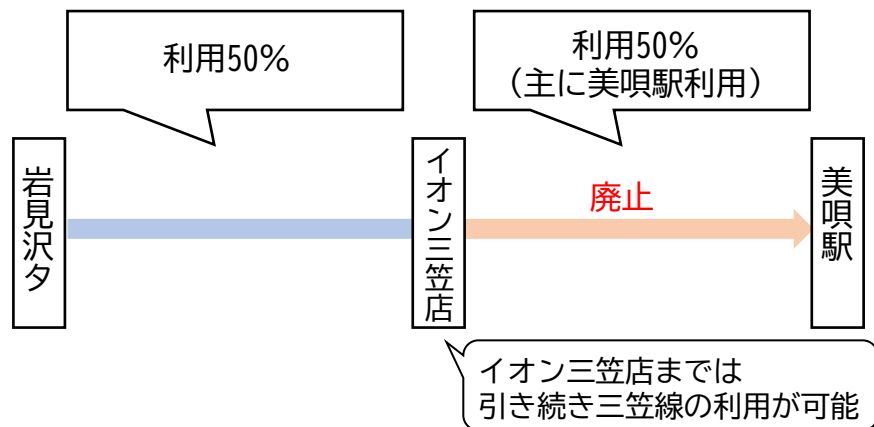 利用50％
利用50％
（主に美唄駅利用）
岩見沢タ
イオン三笠店
廃止
美唄駅
イオン三笠店までは
引き続き三笠線の利用が可能